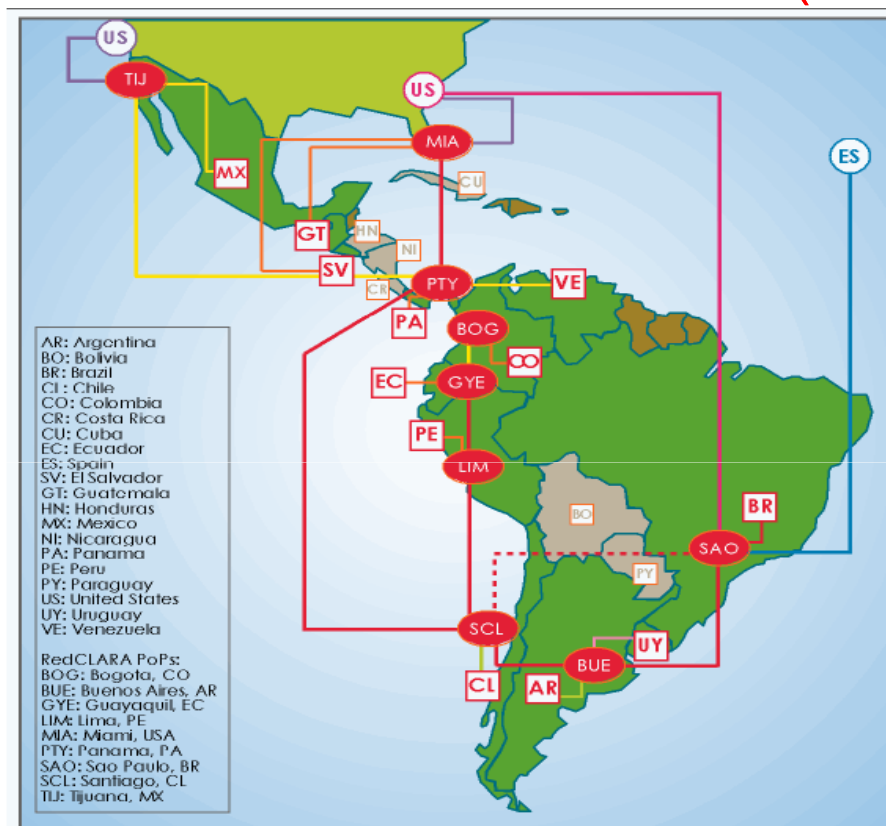 US
TIJ
US
MIA
ES
MX
CU
GT
HN
NI
SV
CR
PTY
VE
PA
BOG
CO
EC
GYE
PE
LIM
BO
BR
SAO
PY
SCL
UY
BUE
CL
AR
AR: Argentina
BO: Bolivia
BR: Brazil
CL: Chile
CO: Colombia
CR: Costa Rica
CU: Cuba
EC: Ecuador
ES: Spain
SV: El Salvador
GT: Guatemala
HN: Honduras
MX: Mexico
NI: Nicaragua
PA: Panama
PE: Peru
PY: Paraguay
US: United States
UY: Uruguay
VE: Venezuela
RedCLARA PoPs:
BOG: Bogota, CO
BUE: Buenos Aires, AR
GYE: Guayaquil, EC
LIM: Lima, PE
MIA: Miami, USA
PTY: Panama, PA
SAO: Sao Paulo, BR
SCL: Santiago, CL
TIJ: Tijuana, MX